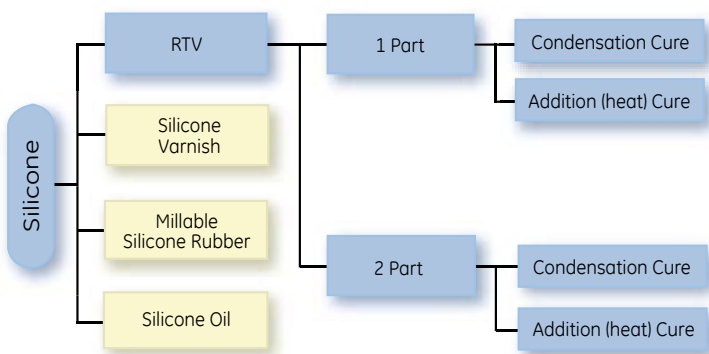 Silicone
RTV
Silicone
Varnish
Millable
Silicone Rubber
Silicone Oil
1 Part
2 Part
Condensation Cure
Addition (heat) Cure
Condensation Cure
Addition (heat) Cure